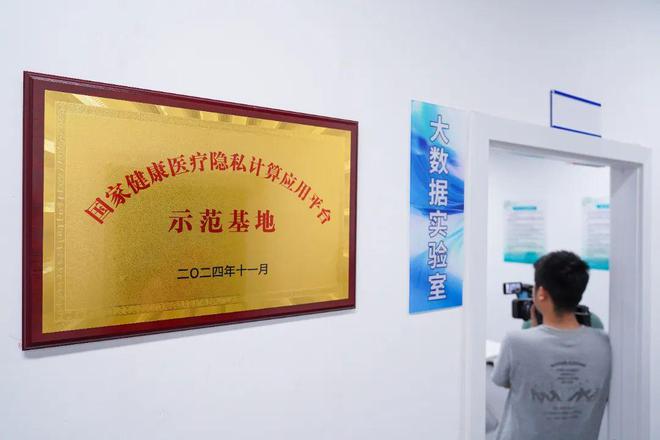 国家健康医疗隐私计算应用平台
示范基地
二〇二四年十一月
大数据实验室